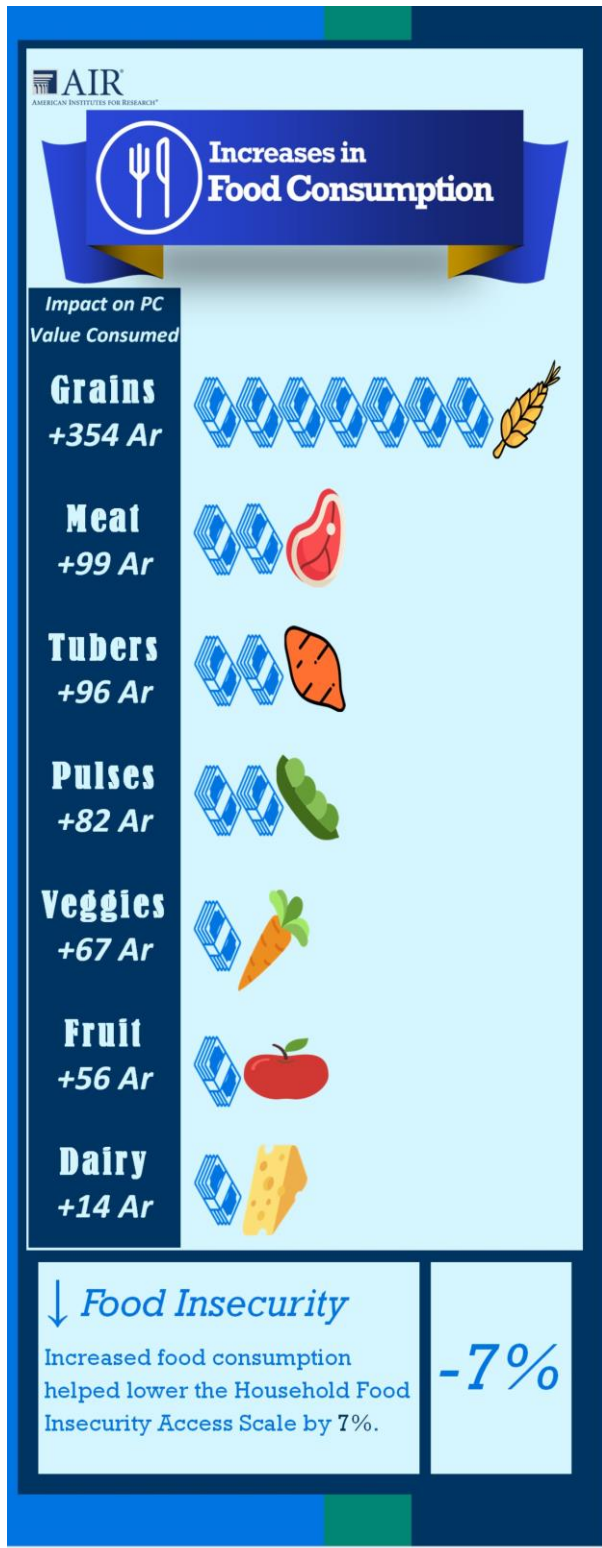 AIR®
AMERICAN INSTITUTES FOR RESEARCH®
Increases in
Food Consumption
Impact on PC
Value Consumed
Grains
+354 Ar
Meat
+99 Ar
Tubers
+96 Ar
Pulses
+82 Ar
Veggies
+67 Ar
Fruit
+56 Ar
Dairy
+14 Ar
↓ Food Insecurity
Increased food consumption
helped lower the Household Food
Insecurity Access Scale by 7%.
-7%